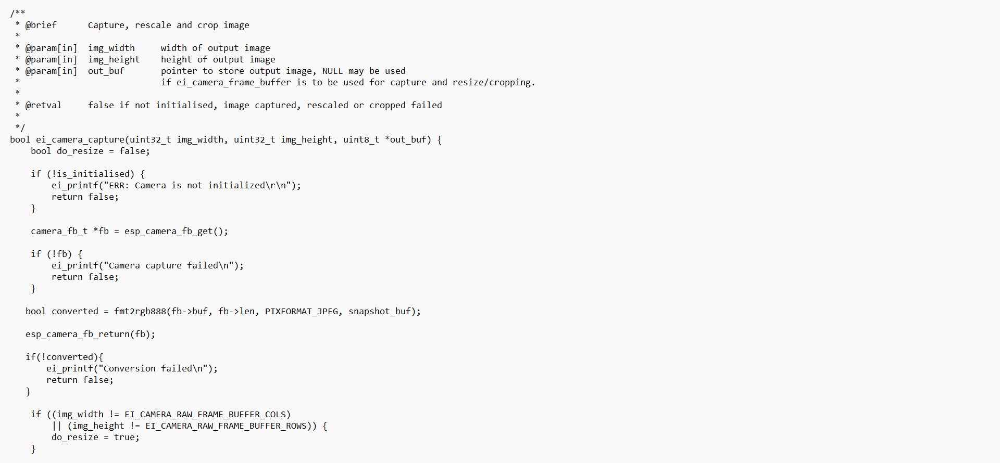 /**
 * @brief      Capture, rescale and crop image
 *
 * @param[in]  img_width     width of output image
 * @param[in]  img_height    height of output image
 * @param[in]  out_buf       pointer to store output image, NULL may be used
 *                           if ei_camera_frame_buffer is to be used for capture and resize/cropping.
 *
 * @retval     false if not initialised, image captured, rescaled or cropped failed
 *
 */
bool ei_camera_capture(uint32_t img_width, uint32_t img_height, uint8_t *out_buf) {
    bool do_resize = false;

    if (!is_initialised) {
        ei_printf("ERR: Camera is not initialized\r\n");
        return false;
    }

    camera_fb_t *fb = esp_camera_fb_get();

    if (!fb) {
        ei_printf("Camera capture failed\n");
        return false;
    }

   bool converted = fmt2rgb888(fb->buf, fb->len, PIXFORMAT_JPEG, snapshot_buf);

   esp_camera_fb_return(fb);

   if(!converted){
       ei_printf("Conversion failed\n");
       return false;
   }

    if ((img_width != EI_CAMERA_RAW_FRAME_BUFFER_COLS)
        || (img_height != EI_CAMERA_RAW_FRAME_BUFFER_ROWS)) {
        do_resize = true;
    }